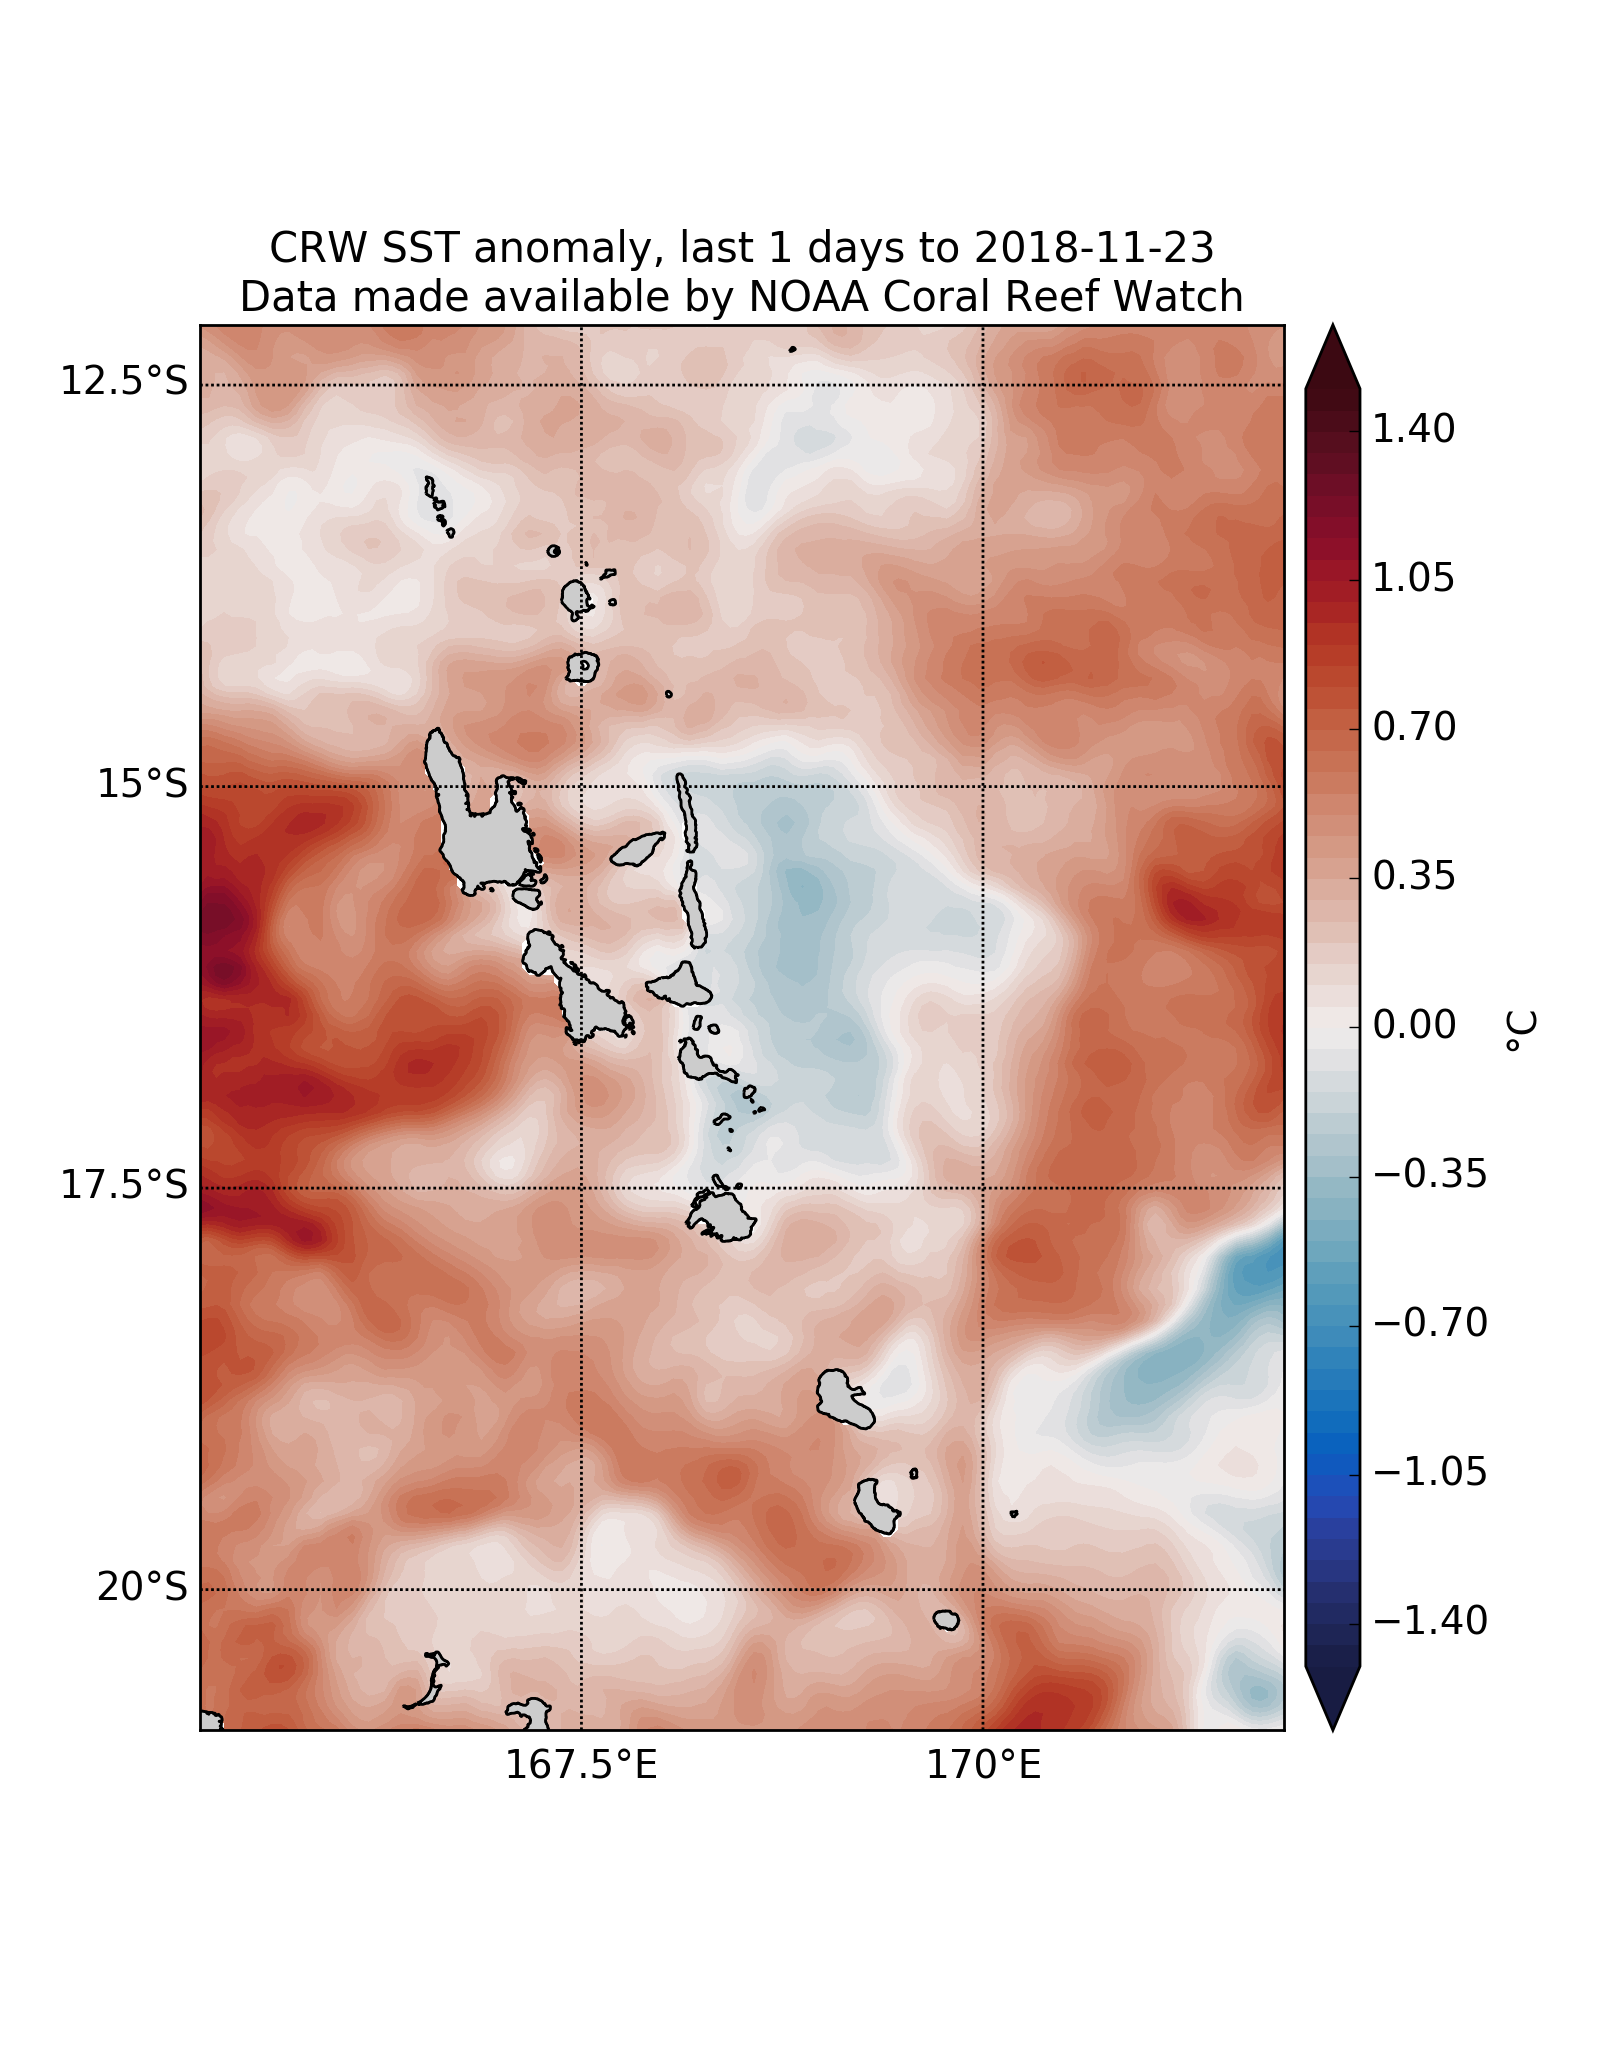 CRW SST anomaly, last 1 days to 2018-11-23
Data made available by NOAA Coral Reef Watch
12.5°S
15°S
17.5°S
20°S
167.5°E
170°E
1.40
1.05
0.70
0.35
0.00
−0.35
−0.70
−1.05
−1.40
°C